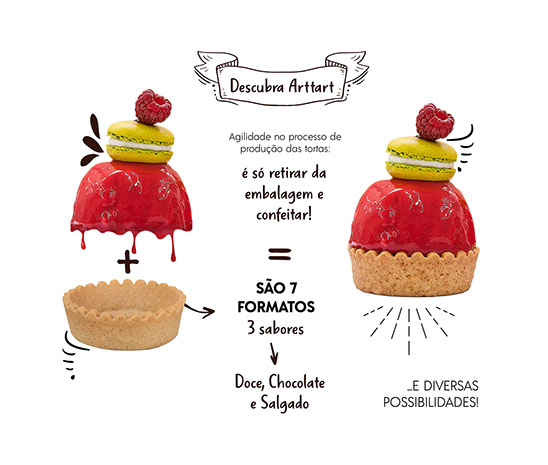 Descubra Arttart
Agilidade no processo de
produção das tortas:
é só retirar da
embalagem e
confeitar!
+
=
SÃO 7
FORMATOS
3 sabores
Doce, Chocolate
e Salgado
...E DIVERSAS
POSSIBILIDADES!